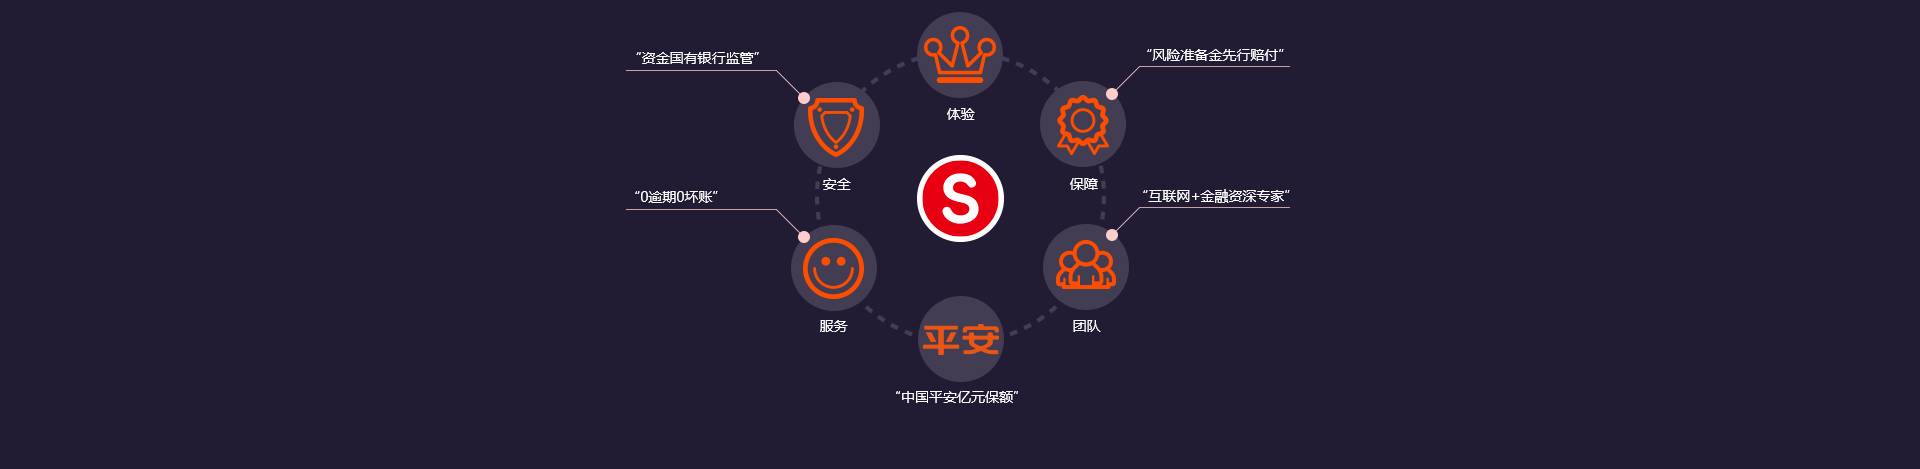 “资金国有银行监管”
“风险准备金先行赔付”
体验
安全
保障
S
“0逾期0坏账”
“互联网+金融资深专家”
服务
团队
平安
“中国平安亿元保额”